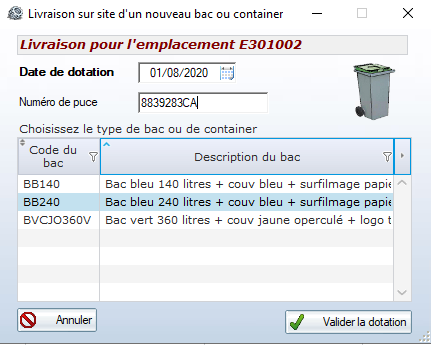 Livraison sur site d'un nouveau bac ou container
Livraison pour l'emplacement E301002
Date de dotation 01/08/2020
Numéro de puce 8839283CA
Choisissez le type de bac ou de container
Code du bac Description du bac
BB140 Bac bleu 140 litres + couv bleu + surfilmage papie
BB240 Bac bleu 240 litres + couv bleu + surfilmage papie
BVCJO360V Bac vert 360 litres + couv jaune operculé + logo t
Annuler Valider la dotation